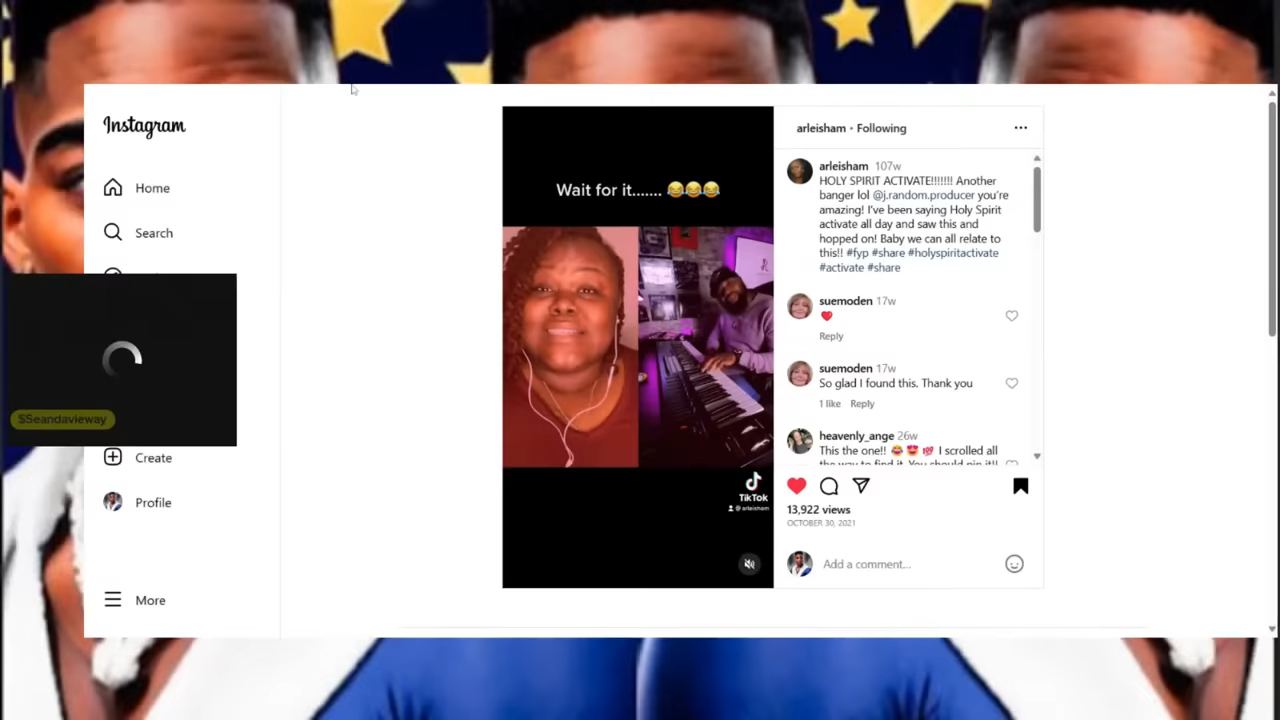 Instagram
Home
Search
$Seandavieway
Create
Profile
More
Wait for it....... 😂😂😂
TikTok
@ arleisham
arleisham • Following
arleisham 107w
HOLY SPIRIT ACTIVATE!!!!!!! Another
banger lol @j.random.producer you're
amazing! I've been saying Holy Spirit
activate all day and saw this and
hopped on! Baby we can all relate to
this!! #fyp #share #holyspiritactivate
#activate #share
suemoden 17w
❤️
Reply
suemoden 17w
So glad I found this. Thank you
1 like Reply
heavenly_ange 26w
This the one!! 😂 😍 💯 I scrolled all
the way to find it. You should pin it!!
13,922 views
OCTOBER 30, 2021
Add a comment...